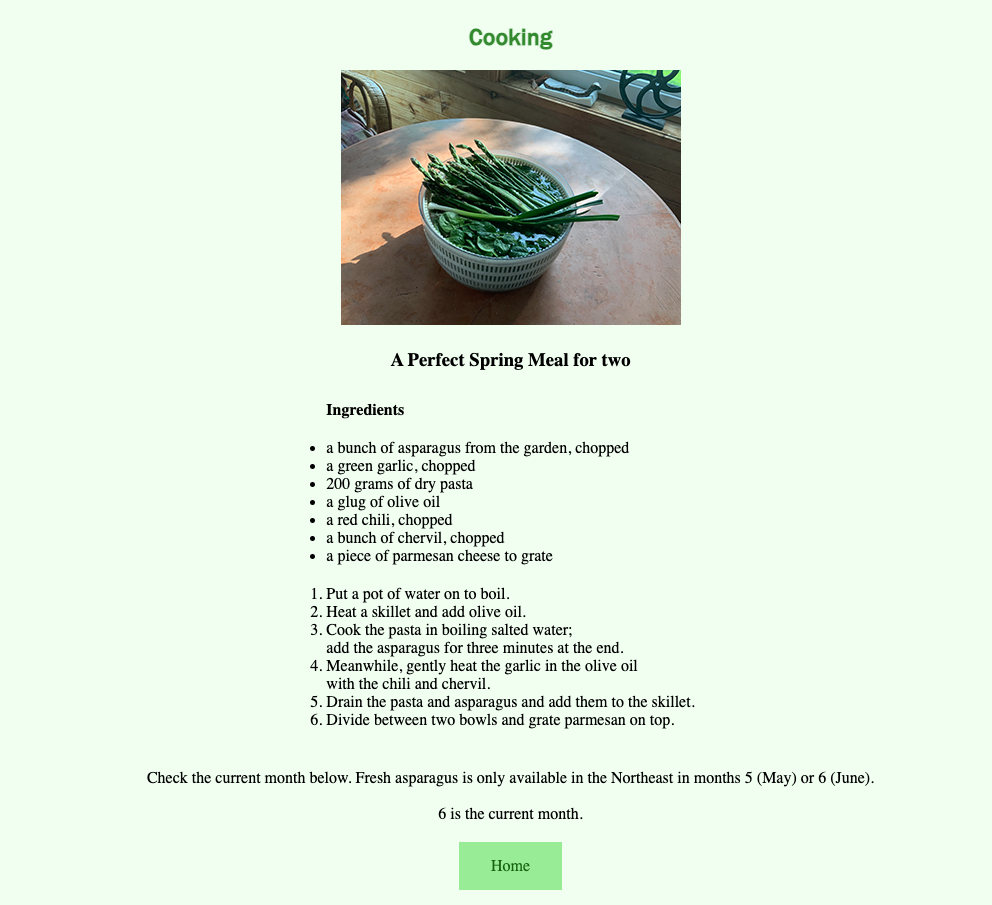 Cooking
A Perfect Spring Meal for two
Ingredients
• a bunch of asparagus from the garden, chopped
• a green garlic, chopped
• 200 grams of dry pasta
• a glug of olive oil
• a red chili, chopped
• a bunch of chervil, chopped
• a piece of parmesan cheese to grate
1. Put a pot of water on to boil.
2. Heat a skillet and add olive oil.
3. Cook the pasta in boiling salted water;
add the asparagus for three minutes at the end.
4. Meanwhile, gently heat the garlic in the olive oil
with the chili and chervil.
5. Drain the pasta and asparagus and add them to the skillet.
6. Divide between two bowls and grate parmesan on top.
Check the current month below. Fresh asparagus is only available in the Northeast in months 5 (May) or 6 (June).
6 is the current month.
Home